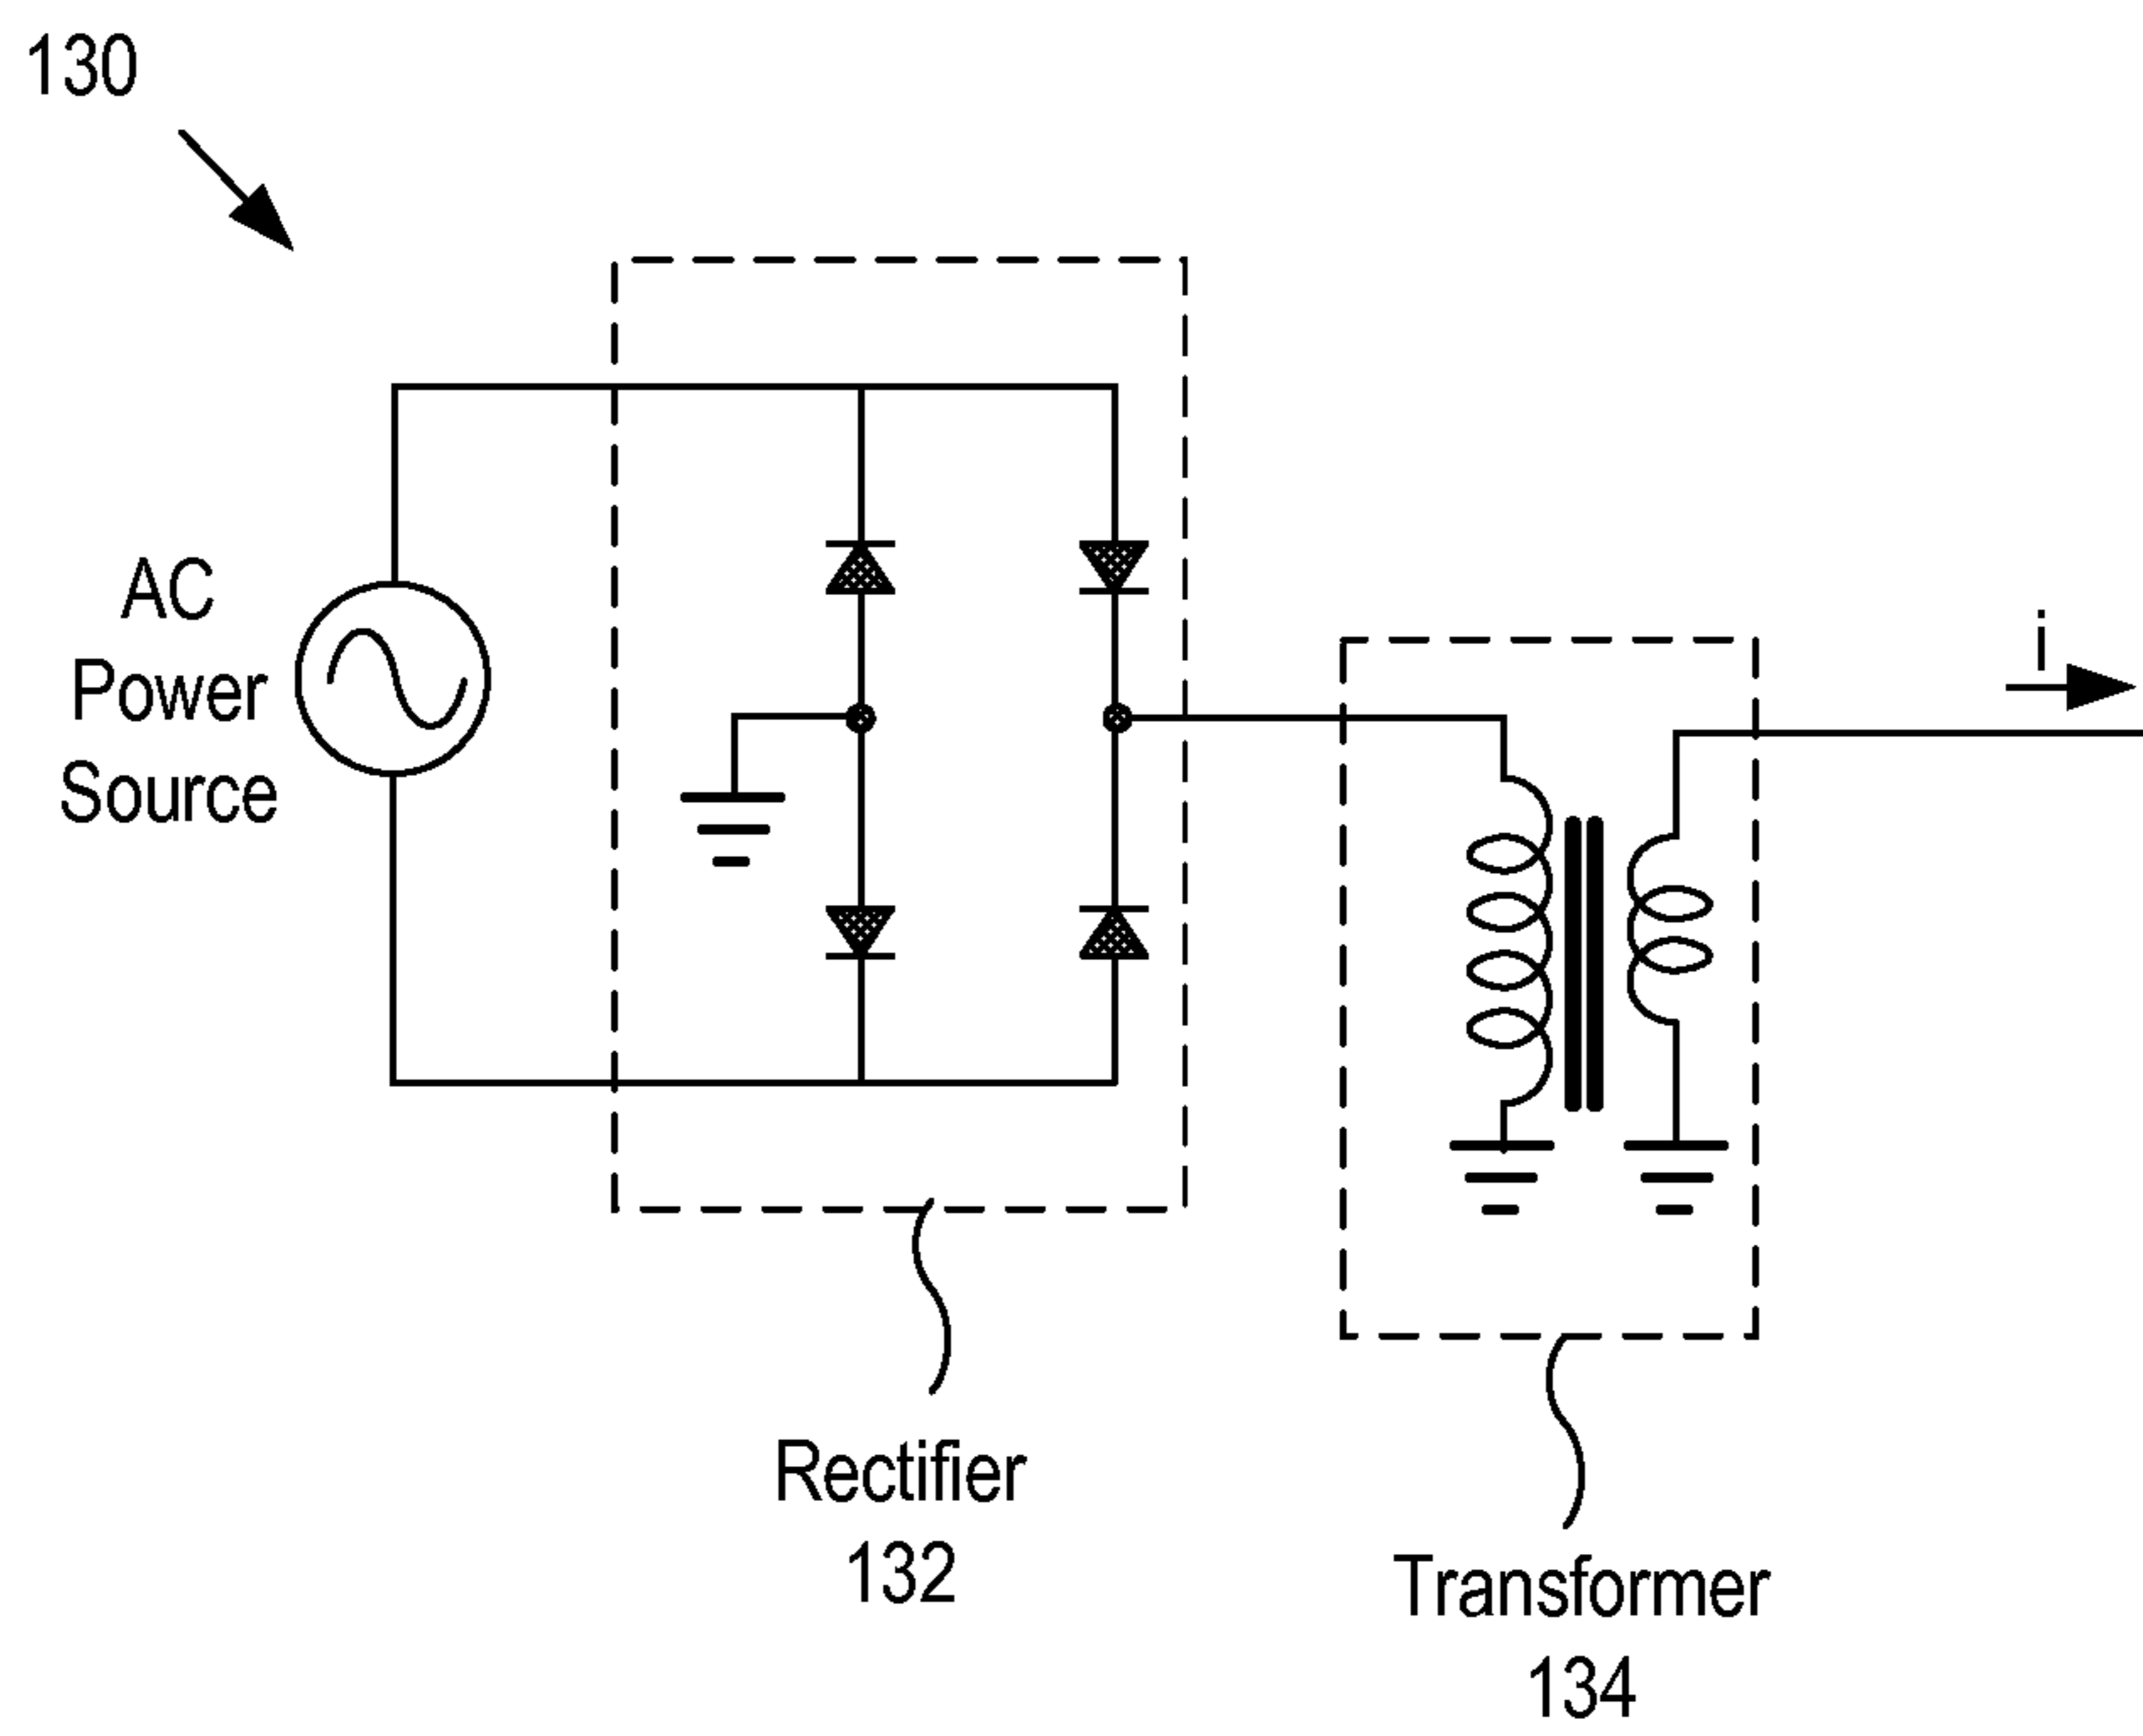 130
AC
Power
Source
i
Rectifier
132
Transformer
134